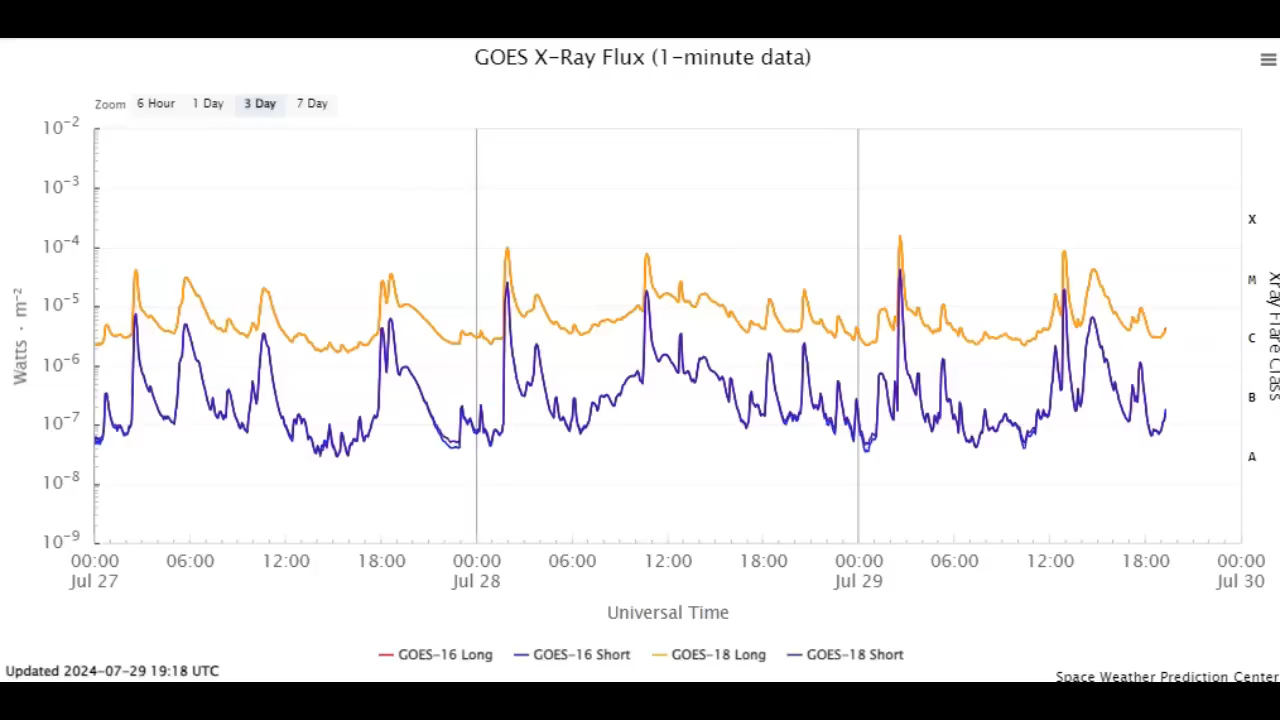 GOES X-Ray Flux (1-minute data)
Zoom 6 Hour 1 Day 3 Day 7 Day
10⁻²
10⁻³
10⁻⁴
10⁻⁵
10⁻⁶
10⁻⁷
10⁻⁸
10⁻⁹
Watts · m⁻²
X
M
C
B
A
Xray Flare Class
00:00 06:00 12:00 18:00 00:00 06:00 12:00 18:00 00:00 06:00 12:00 18:00 00:00
Jul 27 Jul 28 Jul 29 Jul 30
Universal Time
GOES-16 Long GOES-16 Short GOES-18 Long GOES-18 Short
Updated 2024-07-29 19:18 UTC
Space Weather Prediction Center